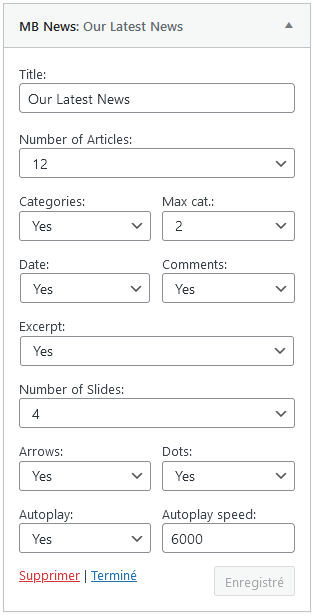 MB News: Our Latest News
Title:
Our Latest News
Number of Articles:
12
Categories: Max cat.:
Yes 2
Date: Comments:
Yes Yes
Excerpt:
Yes
Number of Slides:
4
Arrows: Dots:
Yes Yes
Autoplay: Autoplay speed:
Yes 6000
Supprimer | Terminé Enregistré